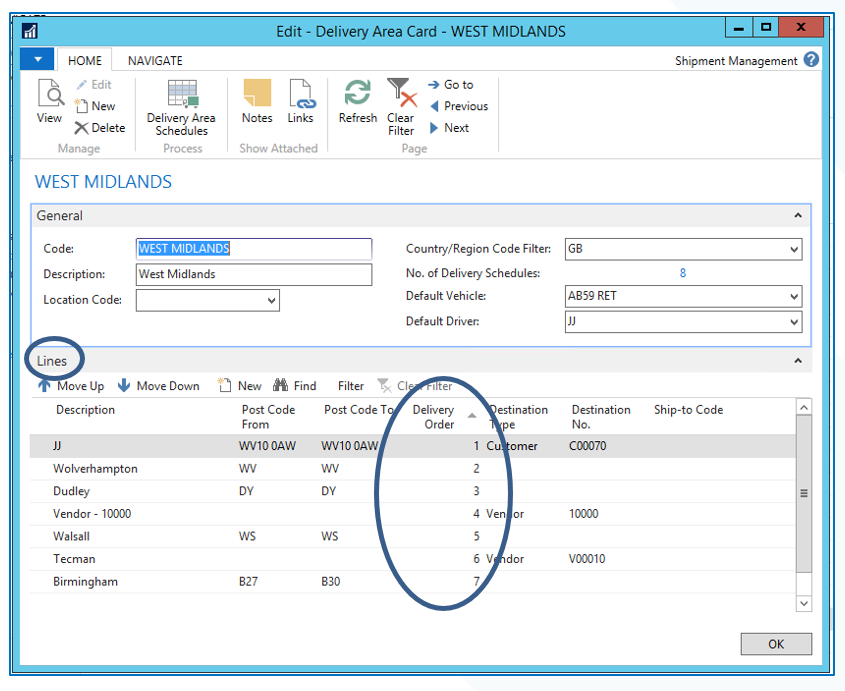 Edit - Delivery Area Card - WEST MIDLANDS
HOME NAVIGATE Shipment Management
View Edit New Delete
Manage
Delivery Area Schedules
Process
Notes Links
Show Attached
Refresh Clear Filter Go to Previous Next
Page
WEST MIDLANDS
General
Code: WEST MIDLANDS Country/Region Code Filter: GB
Description: West Midlands No. of Delivery Schedules: 8
Location Code: Default Vehicle: AB59 RET
Default Driver: JJ
Lines
Move Up Move Down New Find Filter Clear Filter
Description Post Code From Post Code To Delivery Order Destination Type Destination No. Ship-to Code
JJ WV10 0AW WV10 0AW 1 Customer C00070
Wolverhampton WV WV 2
Dudley DY DY 3
Vendor - 10000 4 Vendor 10000
Walsall WS WS 5
Tecman 6 Vendor V00010
Birmingham B27 B30 7
OK